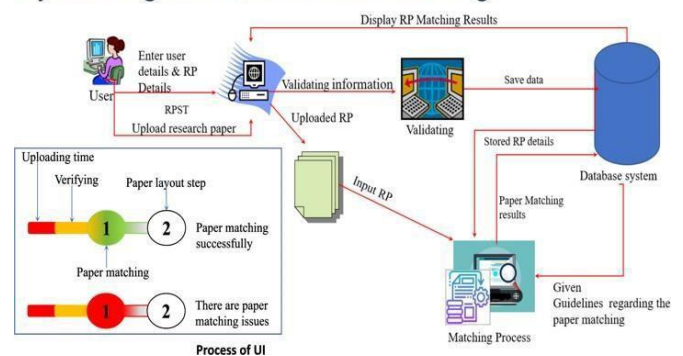 Display RP Matching Results
Enter user
details & RP
Details
User
RPST
Upload research paper
Validating information
Uploaded RP
Validating
Save data
Stored RP details
Database system
Input RP
Paper Matching
results
Given
Guidelines regarding the
paper matching
Matching Process
Uploading time
Verifying
Paper layout step
1
2
Paper matching
successfully
Paper matching
1
2
There are paper
matching issues
Process of UI